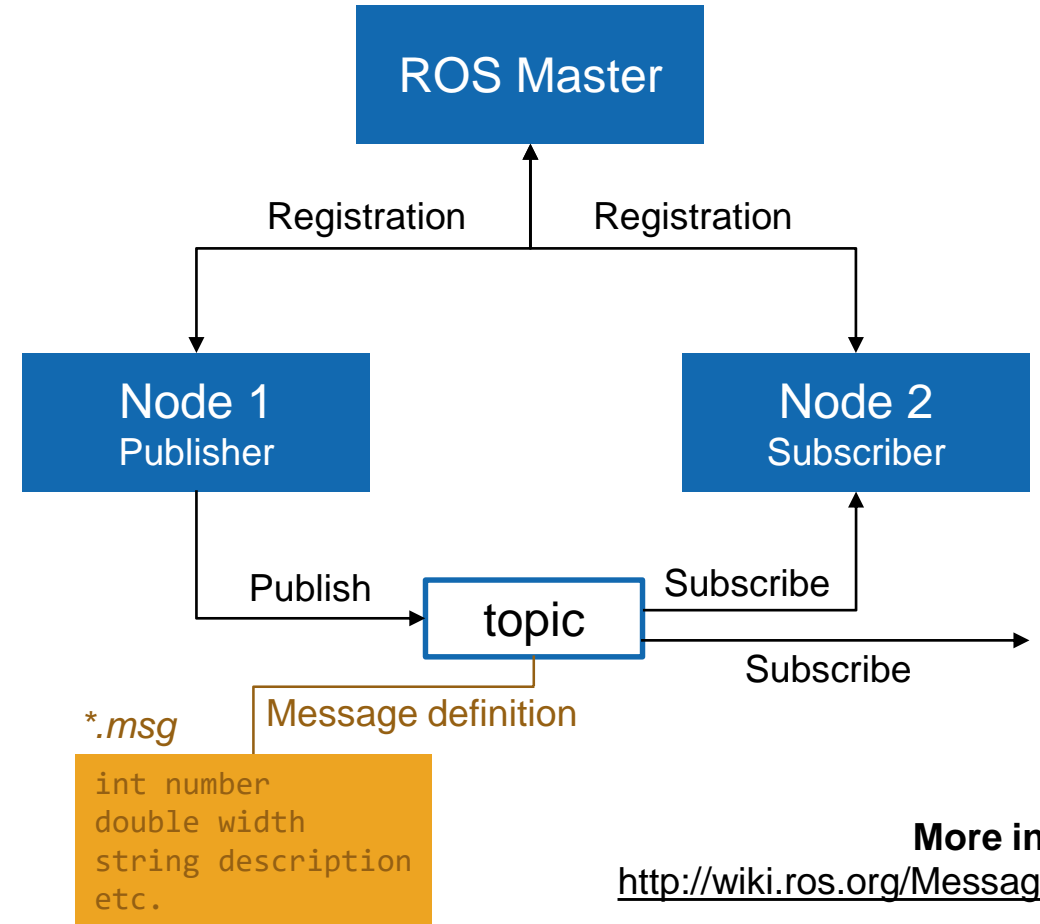 ROS Master
Registration
Registration
Node 1
Publisher
Node 2
Subscriber
Publish
topic
Subscribe
Subscribe
Message definition
*.msg
int number
double width
string description
etc.
More in
http://wiki.ros.org/Messag